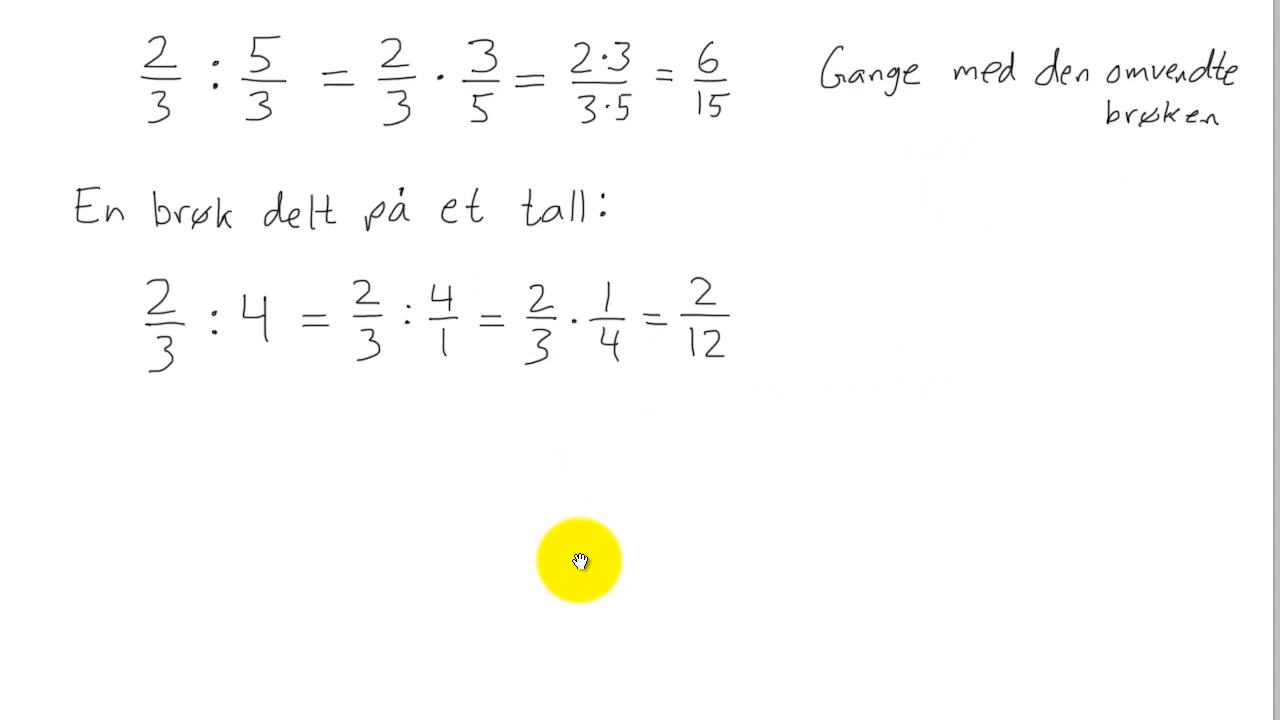 2/3 : 5/3 = 2/3 · 3/5 = 2·3/3·5 = 6/15 Gange med den omvendte
brøken
En brøk delt på et tall:
2/3 : 4 = 2/3 : 4/1 = 2/3 · 1/4 = 2/12